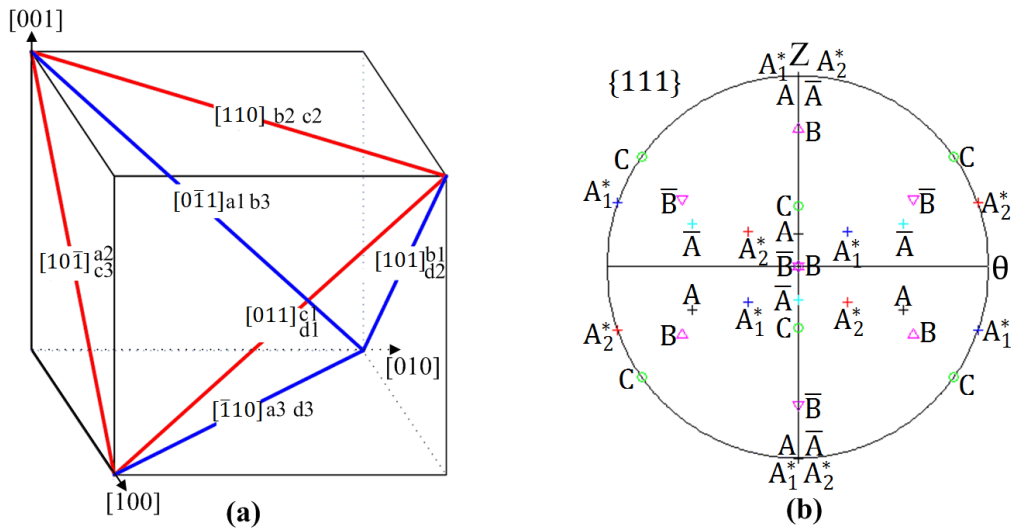 [001]
[110] b2 c2
[01̅1] a1 b3
[101̅] a2 c3
[101] b1 d2
[011] c1 d1
[010]
[1̅10] a3 d3
[100]
(a)
{111}
A₁* Z A₂*
A A̅
B
C C
B̅ B̅
A₁* C A₂*
A̅ A₂* A A₁* A̅
B̅ B θ
A A₁* A̅ A₂* A
A₂* B C B A₁*
C C
B̅
A A̅
A₁* A₂*
(b)